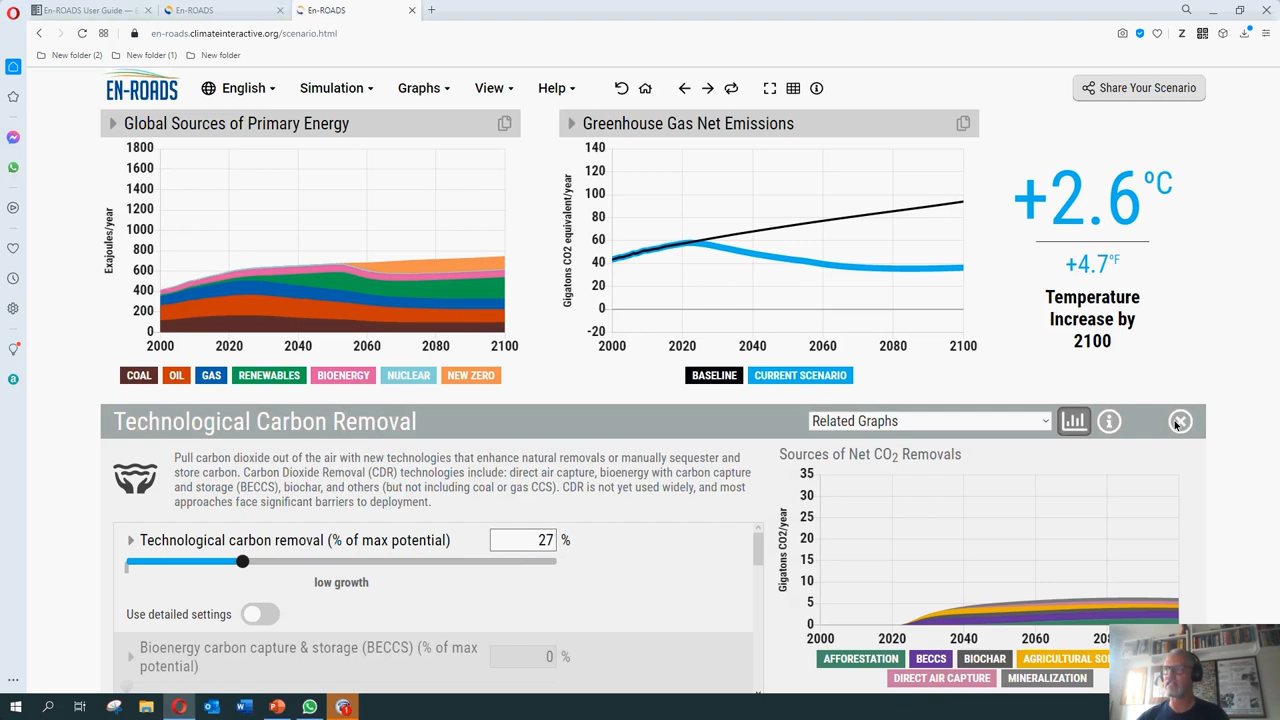 En-ROADS User Guide —
En-ROADS
En-ROADS
en-roads.climateinteractive.org/scenario.html
New folder (2)
New folder (1)
New folder
EN-ROADS
English
Simulation
Graphs
View
Help
Share Your Scenario
Global Sources of Primary Energy
1800
1600
1400
1200
1000
800
600
400
200
0
Exajoules/year
2000 2020 2040 2060 2080 2100
COAL OIL GAS RENEWABLES BIOENERGY NUCLEAR NEW ZERO
Greenhouse Gas Net Emissions
140
120
100
80
60
40
20
0
-20
Gigatons CO2 equivalent/year
2000 2020 2040 2060 2080 2100
BASELINE CURRENT SCENARIO
+2.6 ºC
+4.7 °F
Temperature
Increase by
2100
Technological Carbon Removal
Related Graphs
Pull carbon dioxide out of the air with new technologies that enhance natural removals or manually sequester and
store carbon. Carbon Dioxide Removal (CDR) technologies include: direct air capture, bioenergy with carbon capture
and storage (BECCS), biochar, and others (but not including coal or gas CCS). CDR is not yet used widely, and most
approaches face significant barriers to deployment.
Technological carbon removal (% of max potential)
27 %
low growth
Use detailed settings
Bioenergy carbon capture & storage (BECCS) (% of max
potential)
0 %
Sources of Net CO2 Removals
35
30
25
20
15
10
5
0
Gigatons CO2/year
2000 2020 2040 2060
AFFORESTATION BECCS BIOCHAR AGRICULTURAL
DIRECT AIR CAPTURE MINERALIZATION